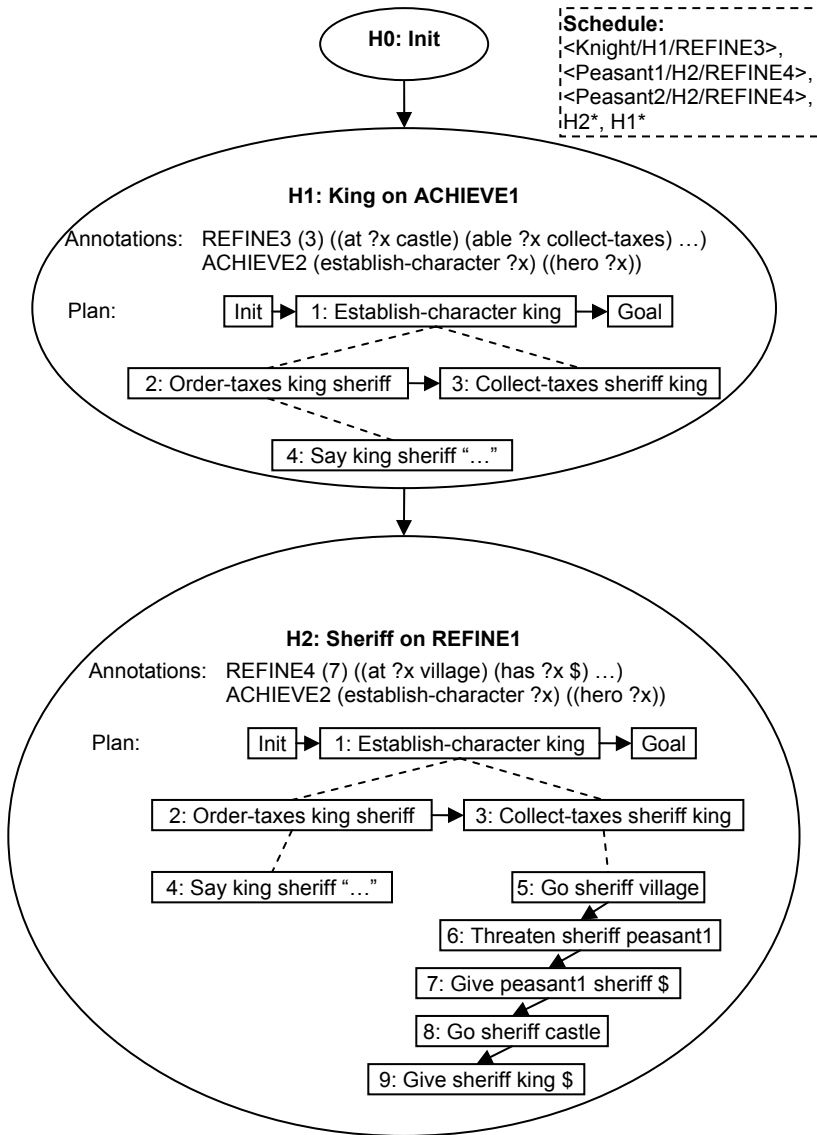 H0: Init
Schedule:
<Knight/H1/REFINE3>,
<Peasant1/H2/REFINE4>,
<Peasant2/H2/REFINE4>,
H2*, H1*
H1: King on ACHIEVE1
Annotations: REFINE3 (3) ((at ?x castle) (able ?x collect-taxes) …)
ACHIEVE2 (establish-character ?x) ((hero ?x))
Plan: Init 1: Establish-character king Goal
2: Order-taxes king sheriff 3: Collect-taxes sheriff king
4: Say king sheriff “…”
H2: Sheriff on REFINE1
Annotations: REFINE4 (7) ((at ?x village) (has ?x $) …)
ACHIEVE2 (establish-character ?x) ((hero ?x))
Plan: Init 1: Establish-character king Goal
2: Order-taxes king sheriff 3: Collect-taxes sheriff king
4: Say king sheriff “…” 5: Go sheriff village
6: Threaten sheriff peasant1
7: Give peasant1 sheriff $
8: Go sheriff castle
9: Give sheriff king $